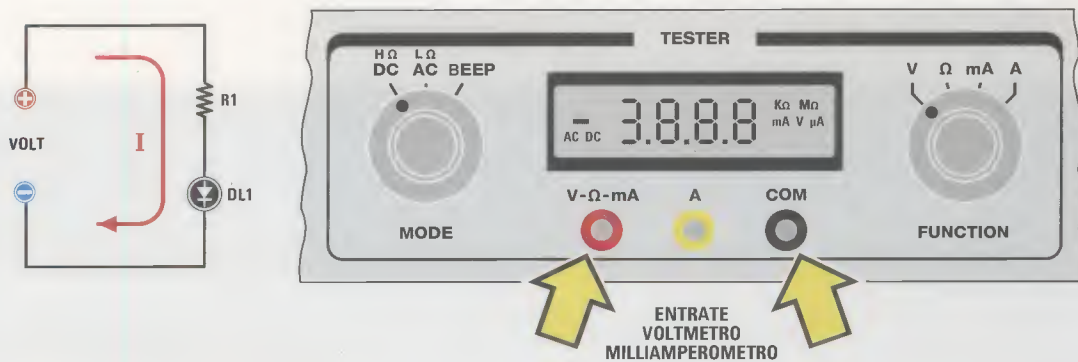 VOLT
I
R1
DL1
TESTER
HΩ LΩ
DC AC BEEP
MODE
- 3.8.8.8
AC DC
KΩ MΩ
mA V µA
V Ω mA A
FUNCTION
V-Ω-mA A COM
ENTRATE
VOLTMETRO
MILLIAMPEROMETRO